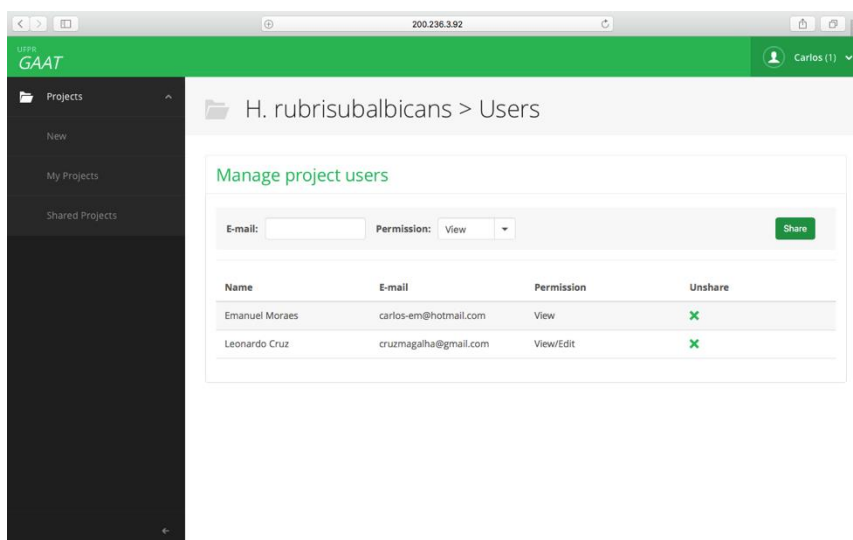 200.236.3.92
UFPR
GAAT
Carlos (1)
Projects
New
My Projects
Shared Projects
H. rubrisubalbicans > Users
Manage project users
E-mail: Permission: View Share
Name E-mail Permission Unshare
Emanuel Moraes carlos-em@hotmail.com View
Leonardo Cruz cruzmagalha@gmail.com View/Edit